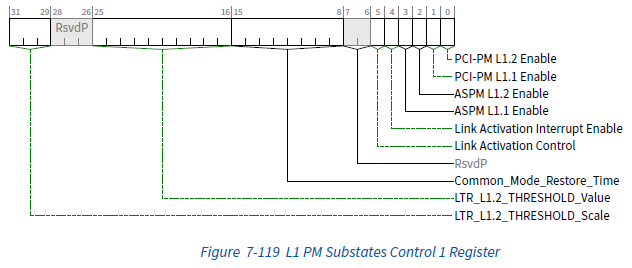 31 29 28 26 25 16 15 8 7 6 5 4 3 2 1 0
RsvdP
PCI-PM L1.2 Enable
PCI-PM L1.1 Enable
ASPM L1.2 Enable
ASPM L1.1 Enable
Link Activation Interrupt Enable
Link Activation Control
RsvdP
Common_Mode_Restore_Time
LTR_L1.2_THRESHOLD_Value
LTR_L1.2_THRESHOLD_Scale
Figure 7-119 L1 PM Substates Control 1 Register